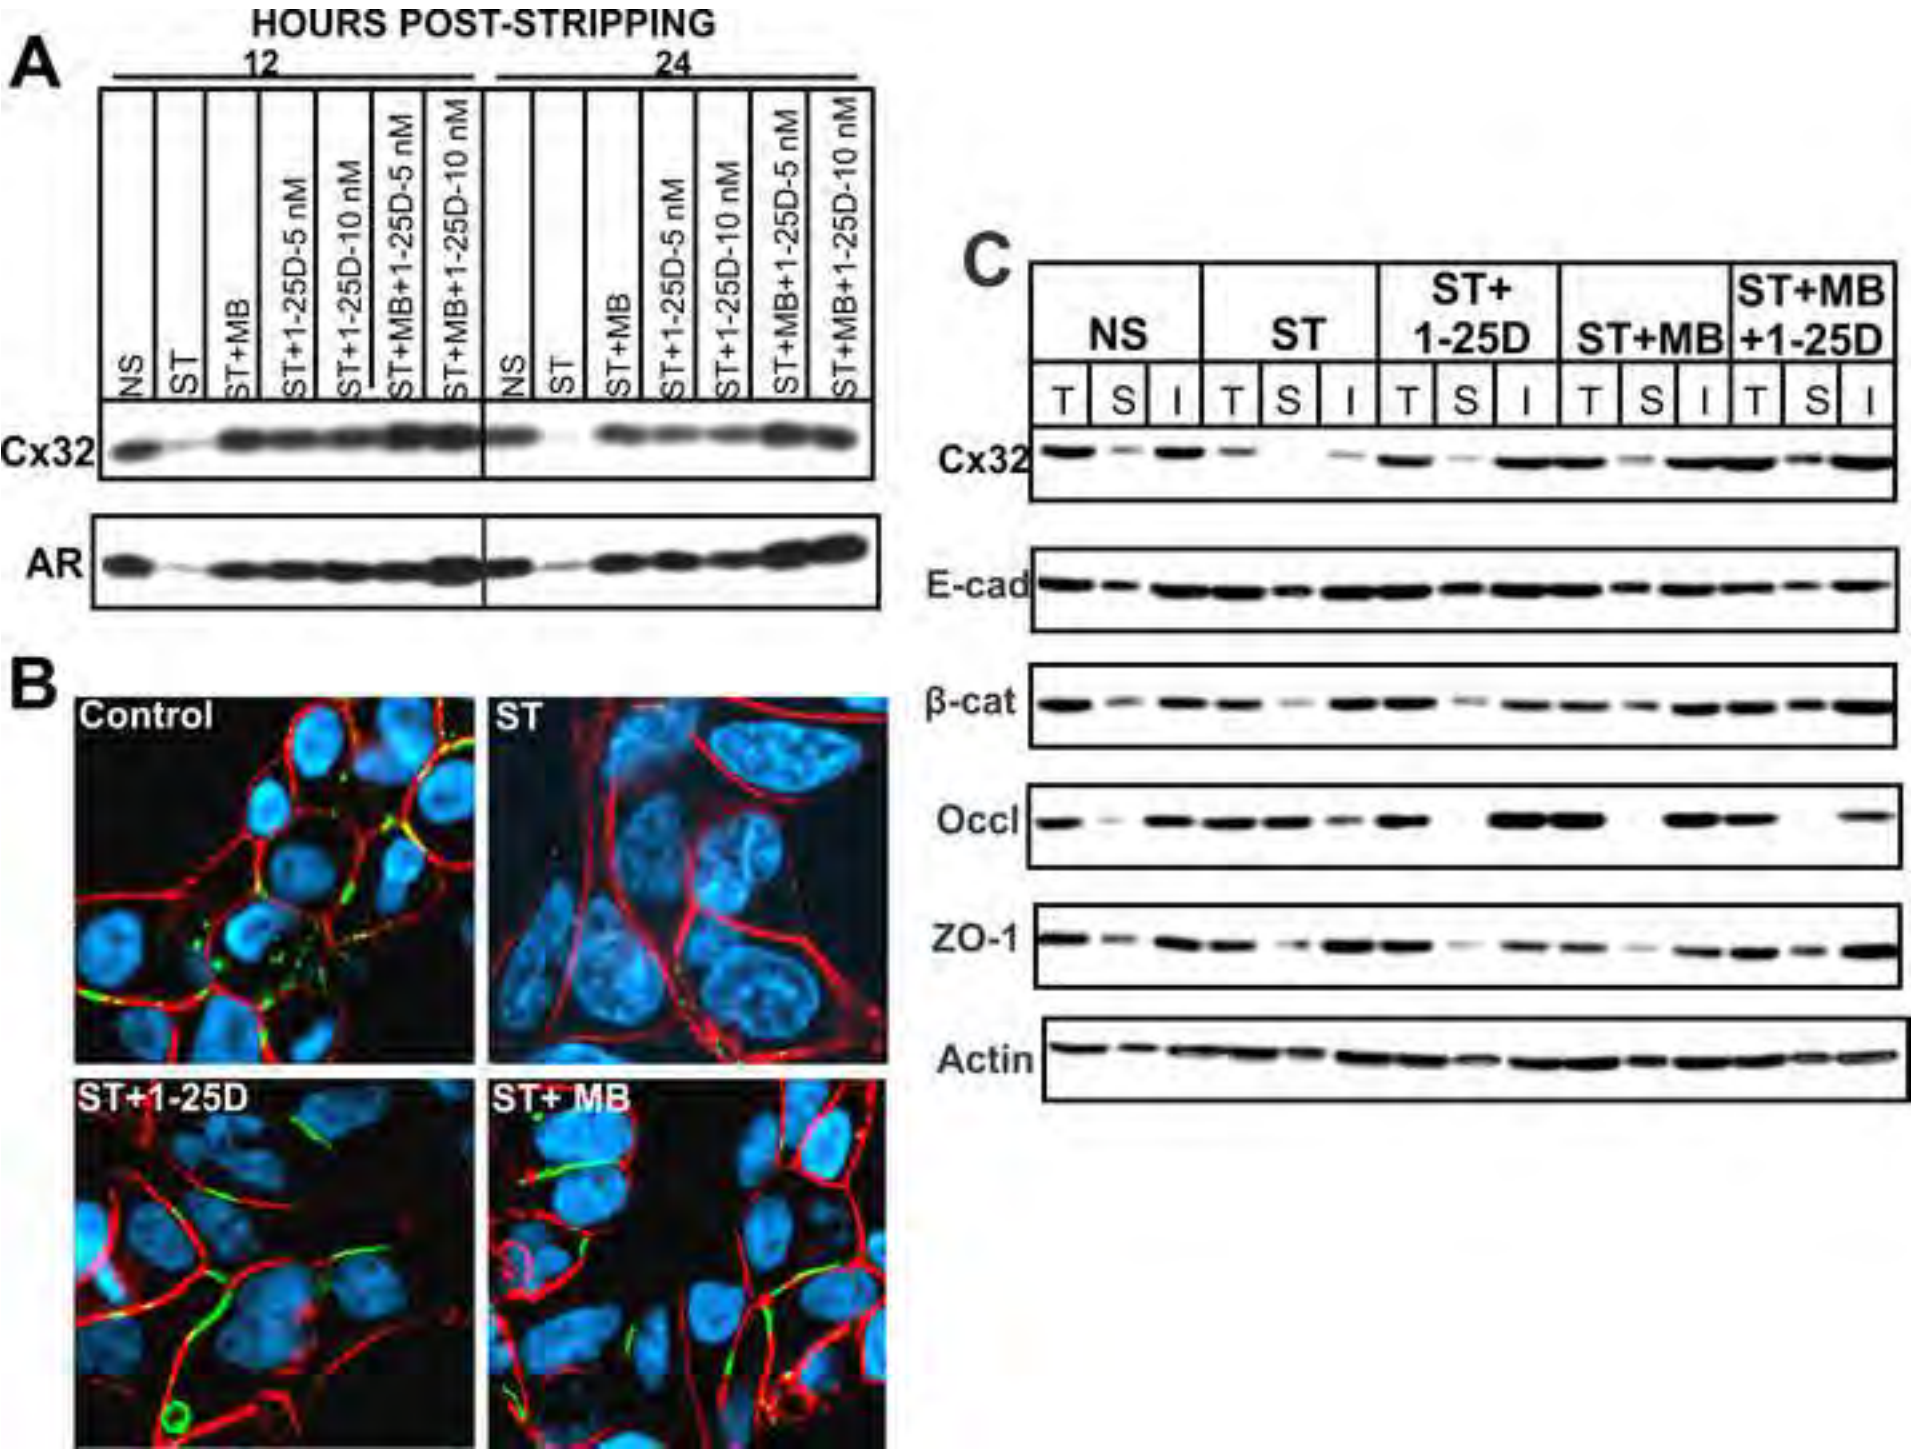 A
HOURS POST-STRIPPING
12
24
NS
ST
ST+MB
ST+1-25D-5 nM
ST+1-25D-10 nM
ST+MB+1-25D-5 nM
ST+MB+1-25D-10 nM
NS
ST
ST+MB
ST+1-25D-5 nM
ST+1-25D-10 nM
ST+MB+1-25D-5 nM
ST+MB+1-25D-10 nM
Cx32
AR
B
Control
ST
ST+1-25D
ST+ MB
C
NS
ST
ST+
1-25D
ST+MB
ST+MB
+1-25D
T S I T S I T S I T S I T S I
Cx32
E-cad
β-cat
Occl
ZO-1
Actin